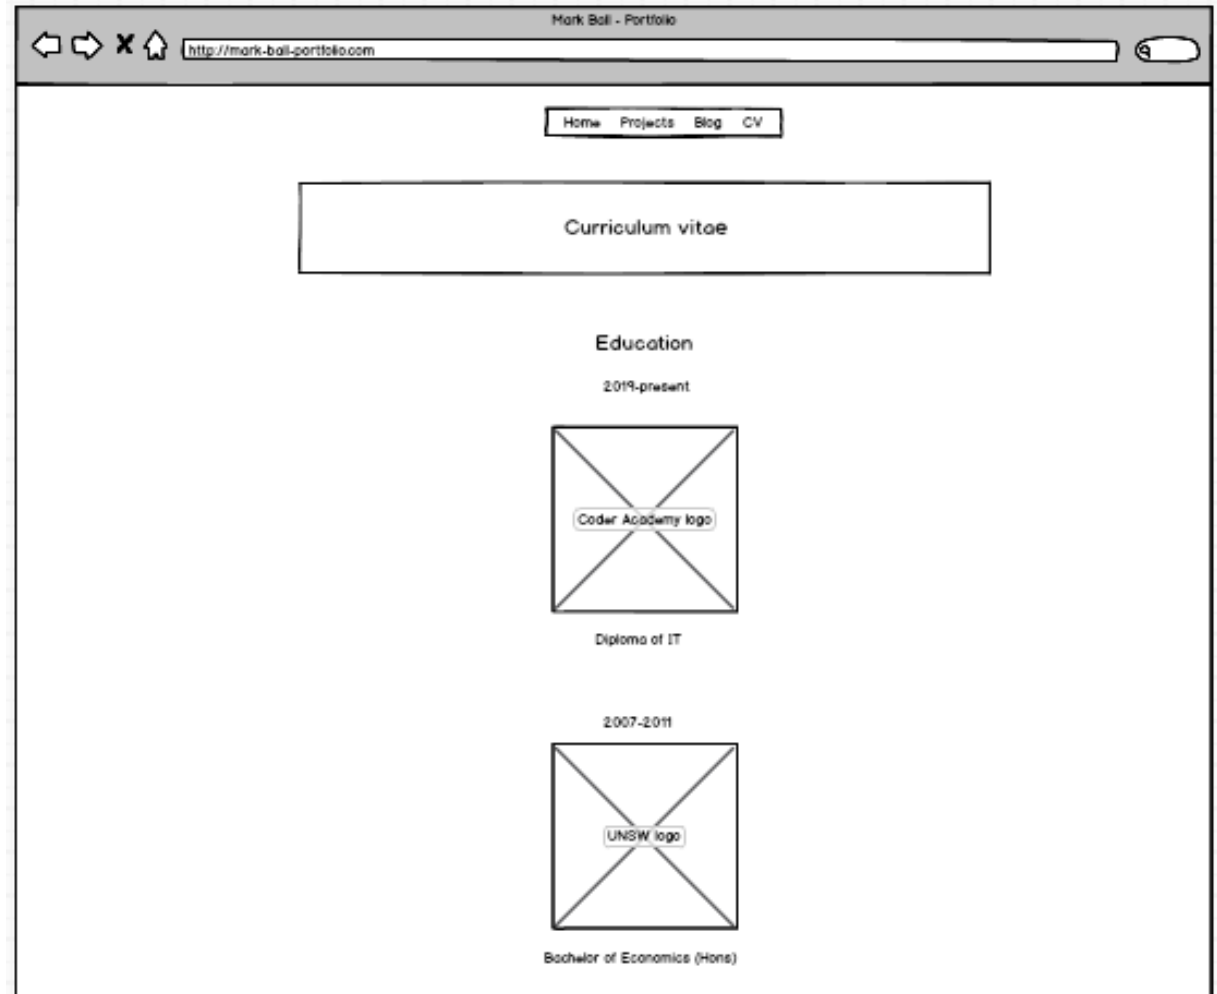 Mark Ball - Portfolio
http://mark-ball-portfolio.com
Home Projects Blog CV
Curriculum vitae
Education
2019-present
Coder Academy logo
Diploma of IT
2007-2011
UNSW logo
Bachelor of Economics (Hons)